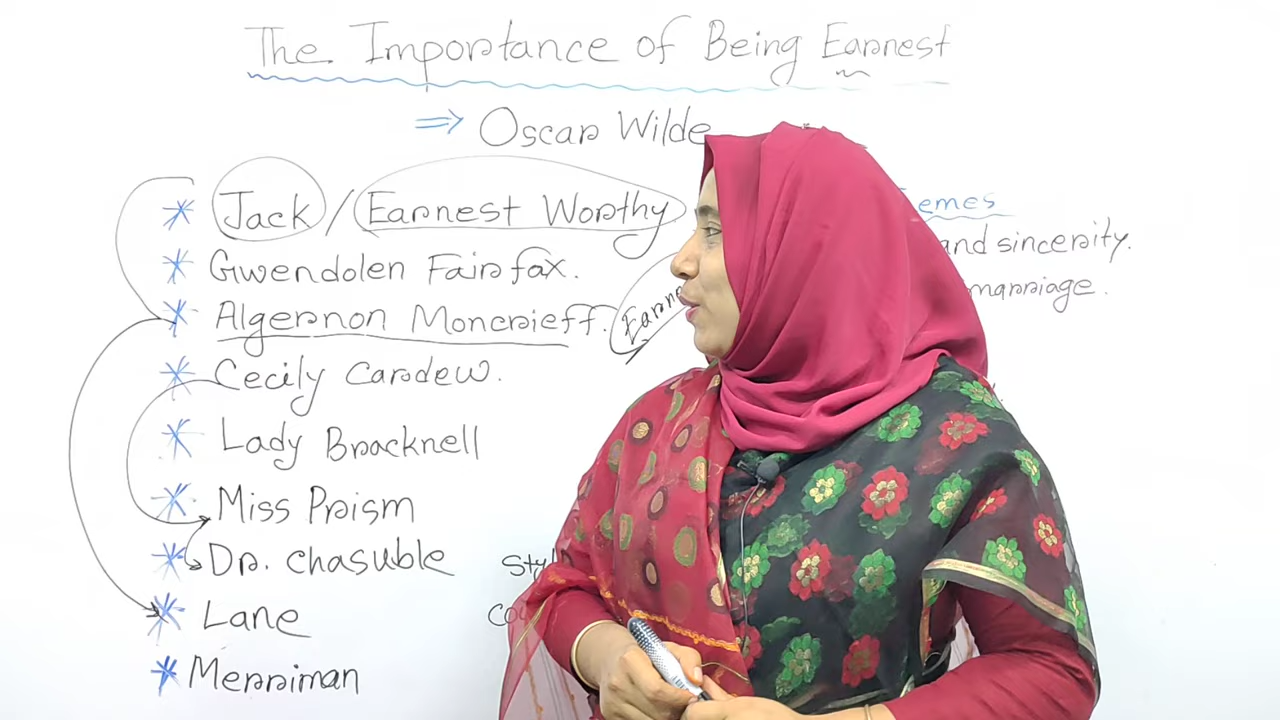 The Importance of Being Earnest
⇒ Oscar Wilde
* Jack / Earnest Worthy
* Gwendolen Fairfax.
* Algernon Moncrieff.
* Cecily Cardew.
* Lady Bracknell
* Miss Prism
* Dr. Chasuble
* Lane
* Merriman
emes
and sincerity.
marriage.